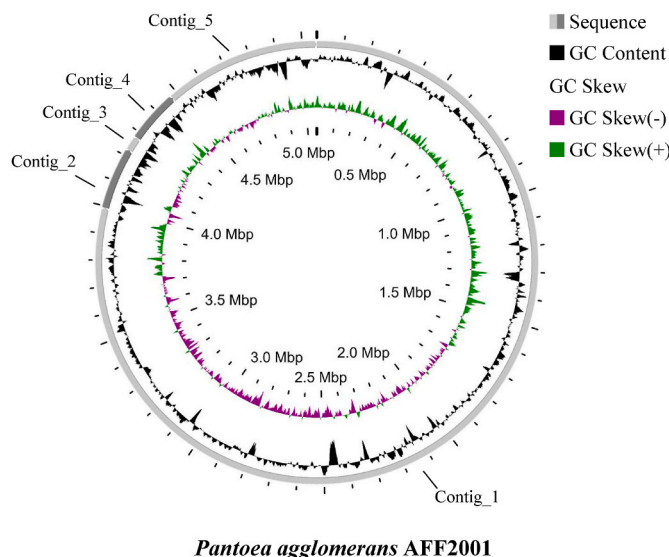 Contig_5
Contig_4
Contig_3
Contig_2
Sequence
GC Content
GC Skew
GC Skew(-)
GC Skew(+)
5.0 Mbp
0.5 Mbp
4.5 Mbp
4.0 Mbp
1.0 Mbp
3.5 Mbp
1.5 Mbp
3.0 Mbp
2.0 Mbp
2.5 Mbp
Contig_1
Pantoea agglomerans AFF2001